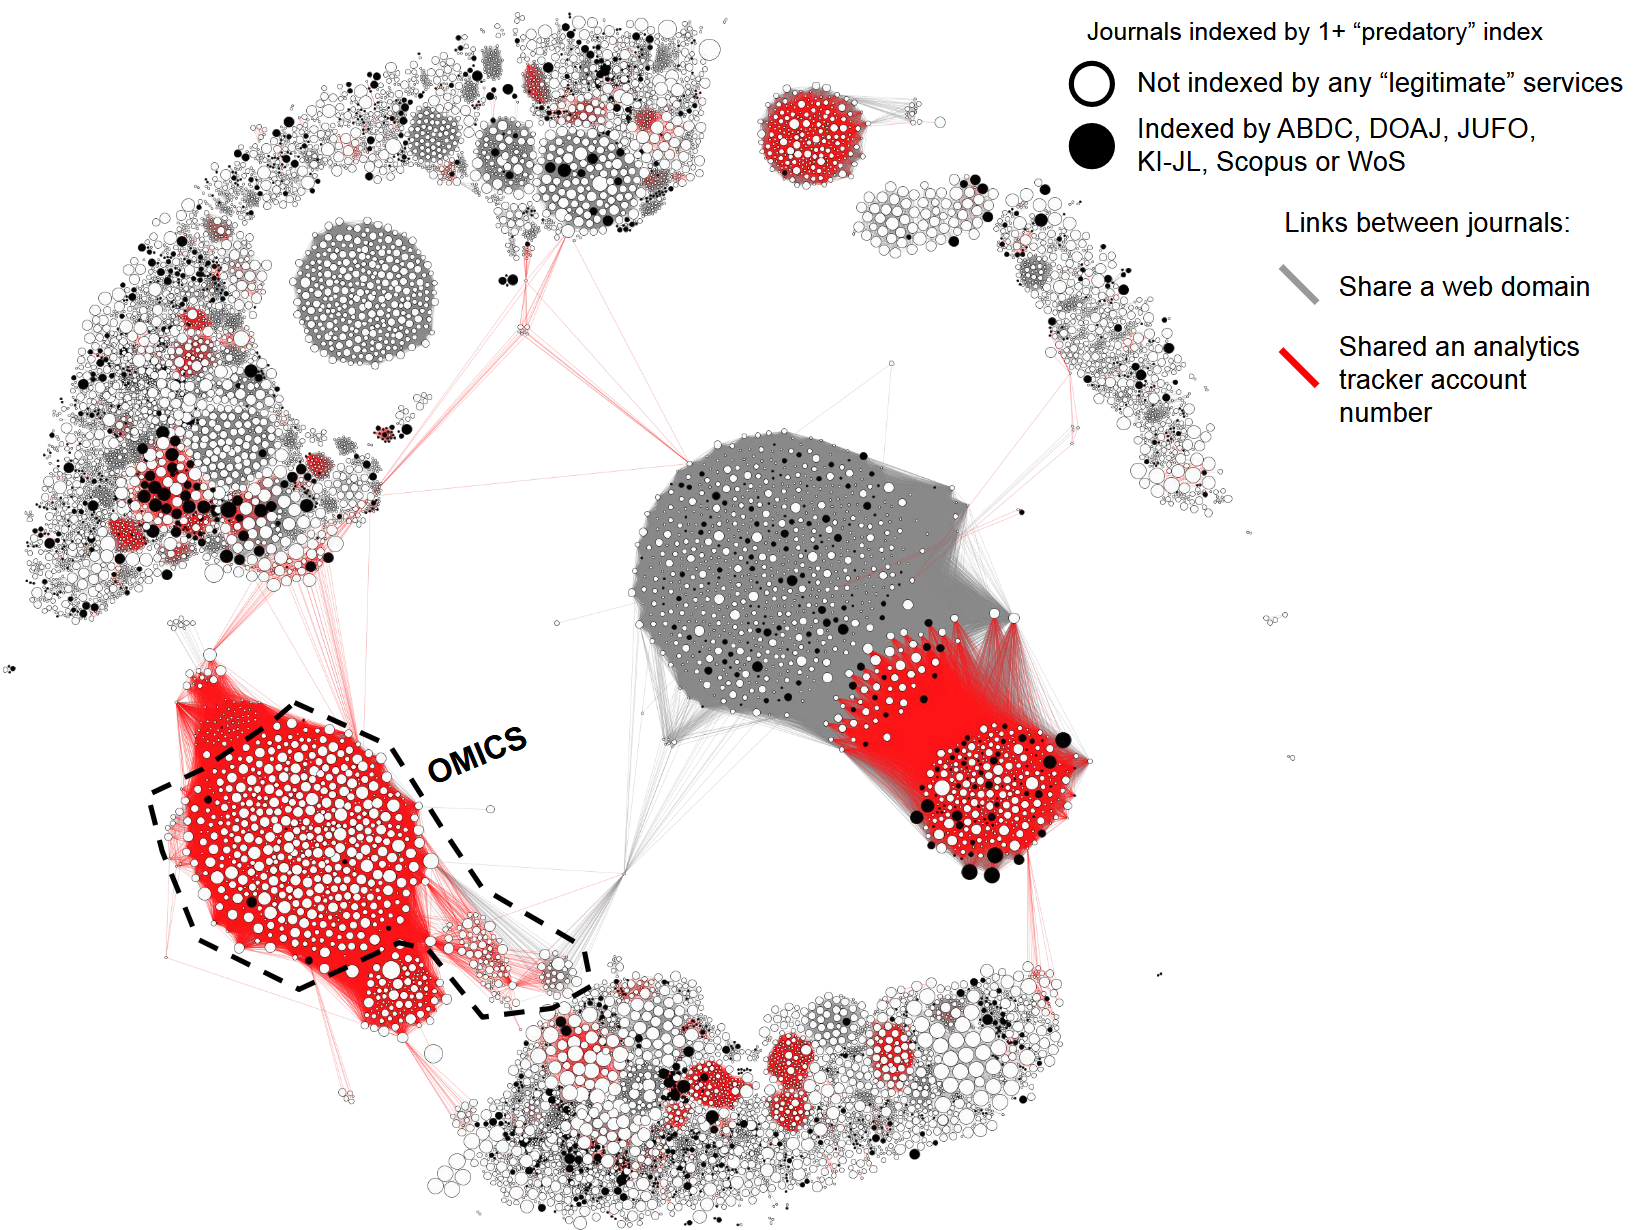 Journals indexed by 1+ “predatory” index
Not indexed by any “legitimate” services
Indexed by ABDC, DOAJ, JUFO,
KI-JL, Scopus or WoS
Links between journals:
Share a web domain
Shared an analytics
tracker account
number
OMICS